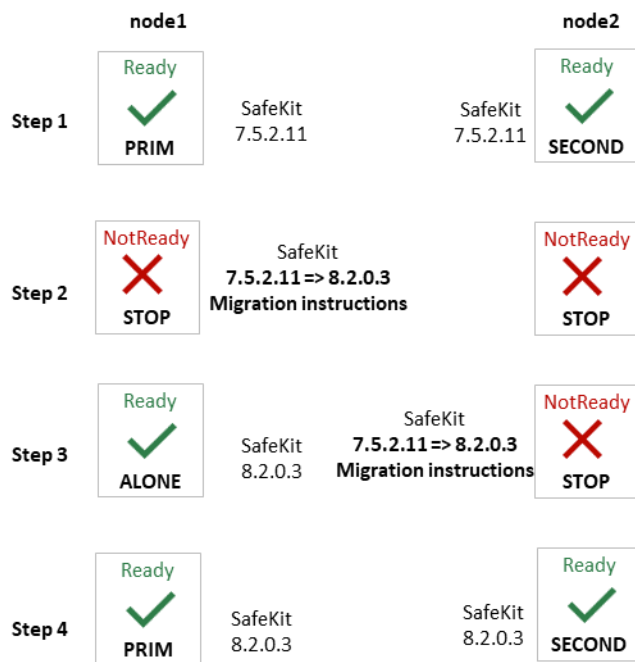 node1 node2
Ready Ready
Step 1 SafeKit SafeKit
7.5.2.11 7.5.2.11
PRIM SECOND
NotReady NotReady
SafeKit
Step 2 7.5.2.11 => 8.2.0.3
Migration instructions
STOP STOP
Ready NotReady
SafeKit
Step 3 SafeKit 7.5.2.11 => 8.2.0.3
8.2.0.3 Migration instructions
ALONE STOP
Ready Ready
Step 4 SafeKit SafeKit
8.2.0.3 8.2.0.3
PRIM SECOND